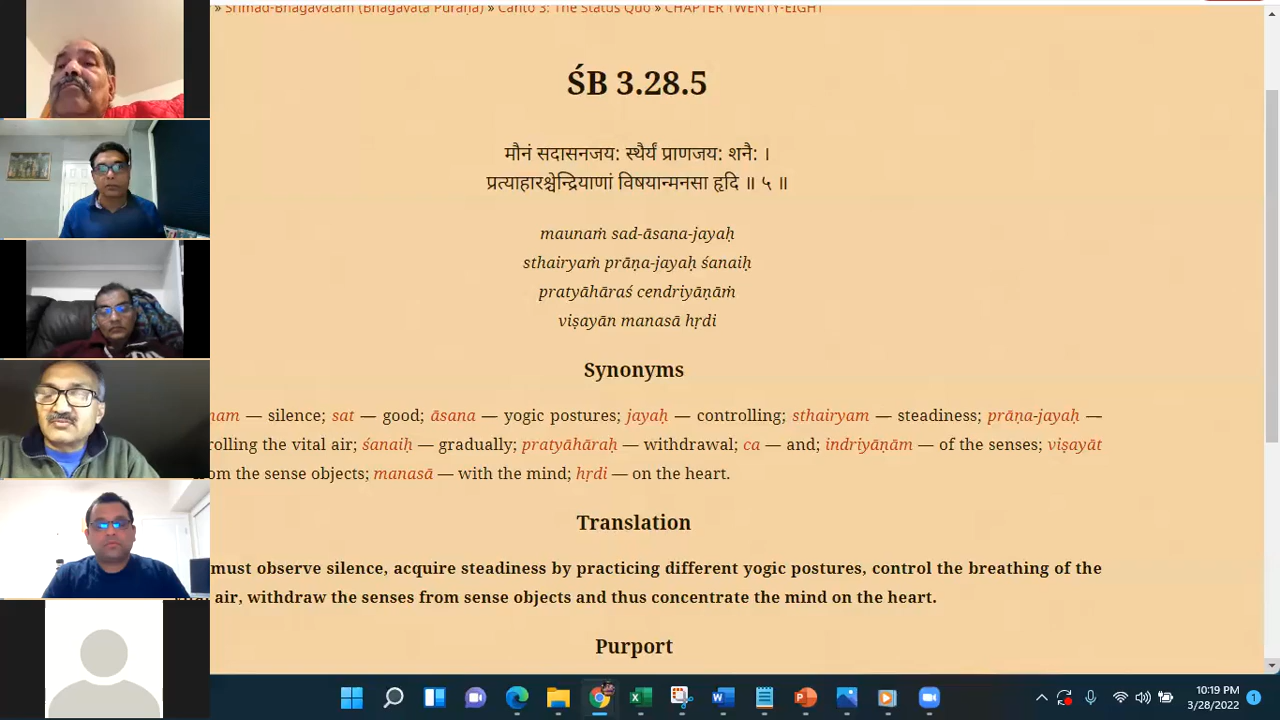 » Srimad-Bhagavatam (Bhagavata Purana) » Canto 3: The Status Quo » CHAPTER TWENTY-EIGHT
ŚB 3.28.5
मौनं सदासनजय: स्थैर्यं प्राणजय: शनै: ।
प्रत्याहारश्चेन्द्रियाणां विषयान्मनसा हृदि ॥ ५ ॥
maunaṁ sad-āsana-jayaḥ
sthairyaṁ prāṇa-jayaḥ śanaiḥ
pratyāhāraś cendriyāṇāṁ
viṣayān manasā hṛdi
Synonyms
nam — silence; sat — good; āsana — yogic postures; jayaḥ — controlling; sthairyam — steadiness; prāṇa-jayaḥ —
rolling the vital air; śanaiḥ — gradually; pratyāhāraḥ — withdrawal; ca — and; indriyāṇām — of the senses; viṣayāt
from the sense objects; manasā — with the mind; hṛdi — on the heart.
Translation
must observe silence, acquire steadiness by practicing different yogic postures, control the breathing of the
air, withdraw the senses from sense objects and thus concentrate the mind on the heart.
Purport
10:19 PM
3/28/2022